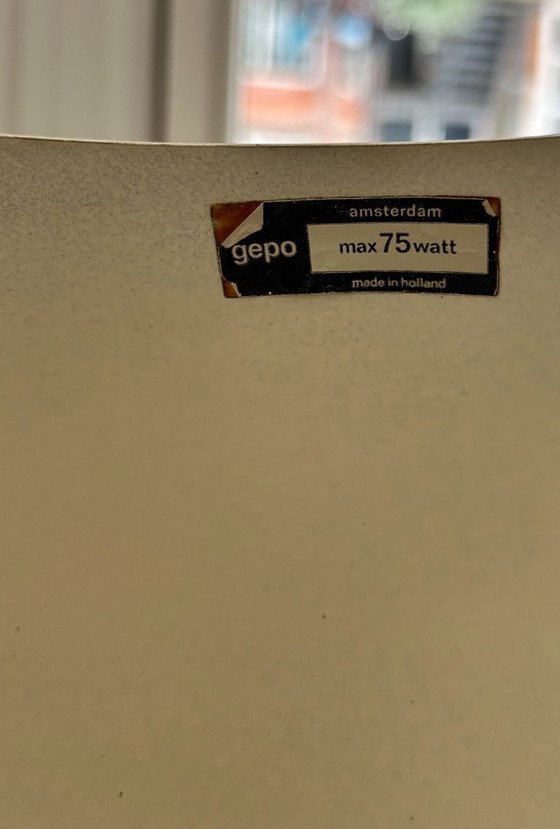 amsterdam
gepo
max 75 watt
made in holland